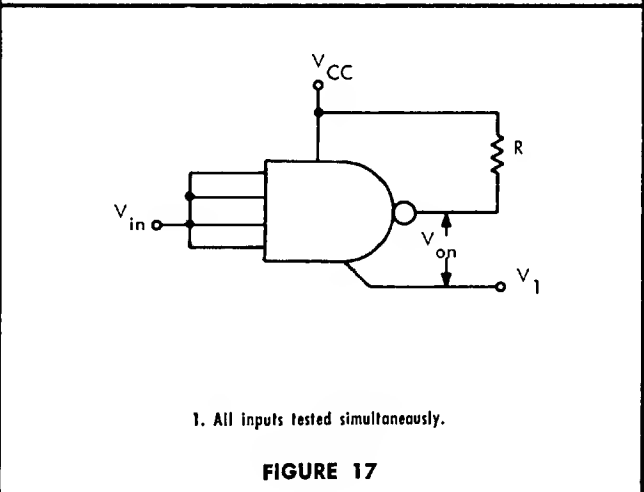 VCC
R
Vin
Von
V1
1. All inputs tested simultaneously.
FIGURE 17